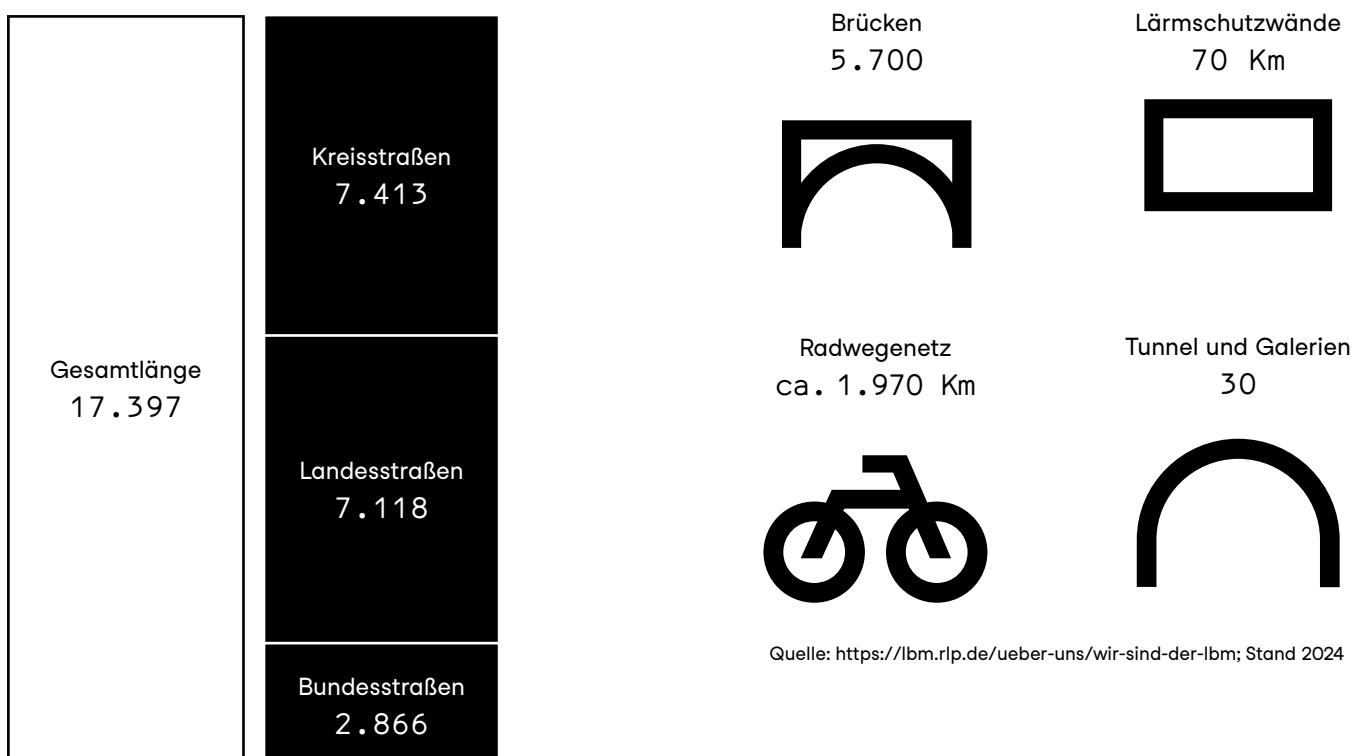 Gesamtlänge
17.397
Kreisstraßen
7.413
Landesstraßen
7.118
Bundesstraßen
2.866
Brücken
5.700
Lärmschutzwände
70 Km
Radwegenetz
ca. 1.970 Km
Tunnel und Galerien
30
Quelle: https://lbm.rlp.de/ueber-uns/wir-sind-der-lbm; Stand 2024